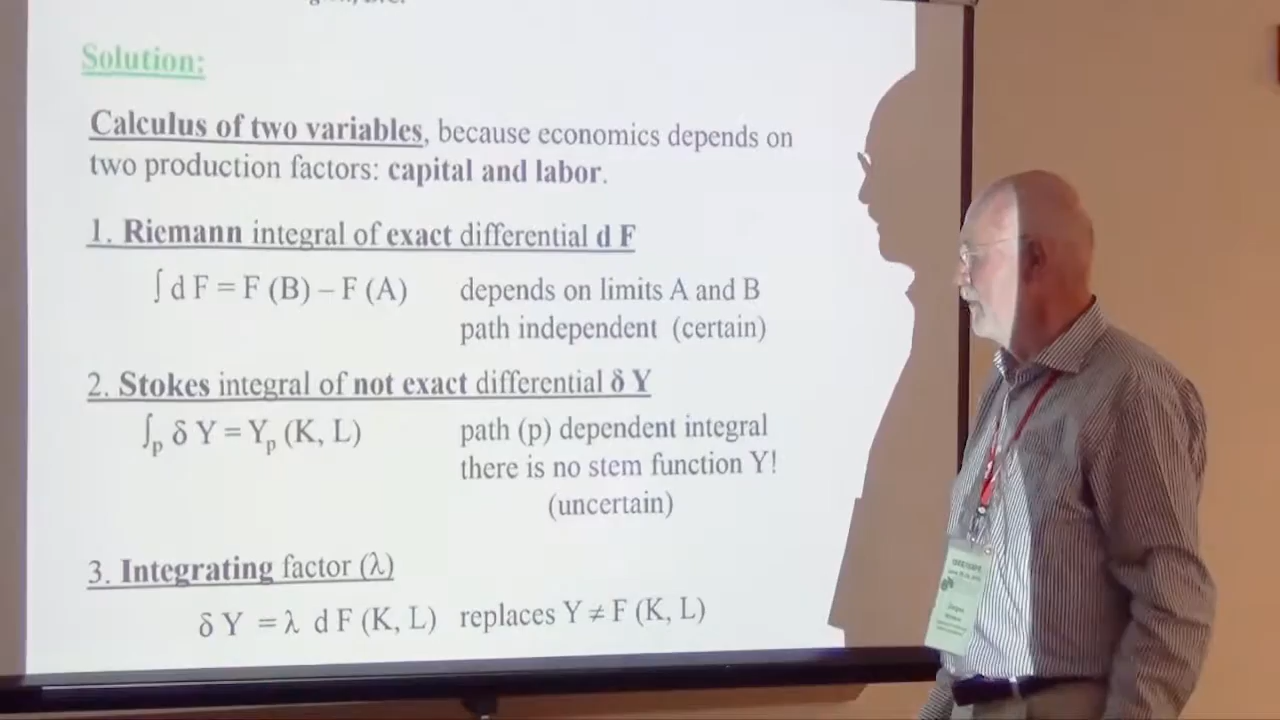 Solution:
Calculus of two variables, because economics depends on
two production factors: capital and labor.
1. Riemann integral of exact differential d F
∫ d F = F (B) – F (A) depends on limits A and B
path independent (certain)
2. Stokes integral of not exact differential δ Y
∫p δ Y = Yp (K, L) path (p) dependent integral
there is no stem function Y!
(uncertain)
3. Integrating factor (λ)
δ Y = λ d F (K, L) replaces Y ≠ F (K, L)